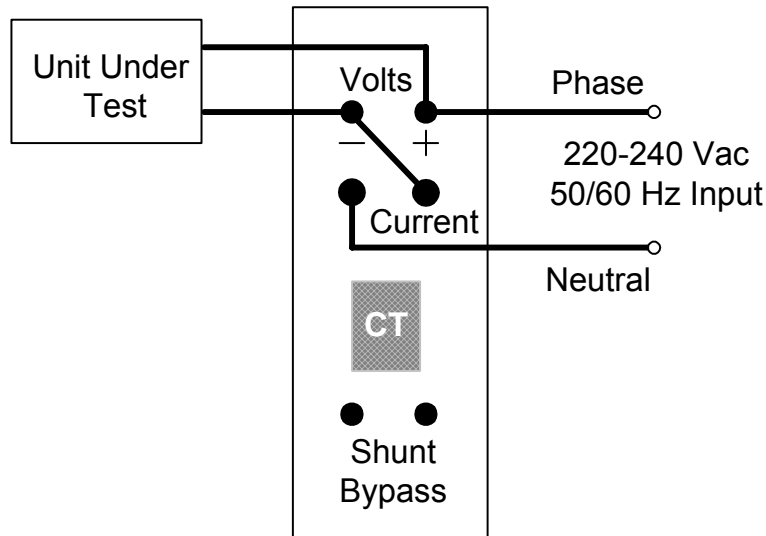 Unit Under
Test
Volts
Phase
− +
220-240 Vac
50/60 Hz Input
Current
Neutral
CT
Shunt
Bypass